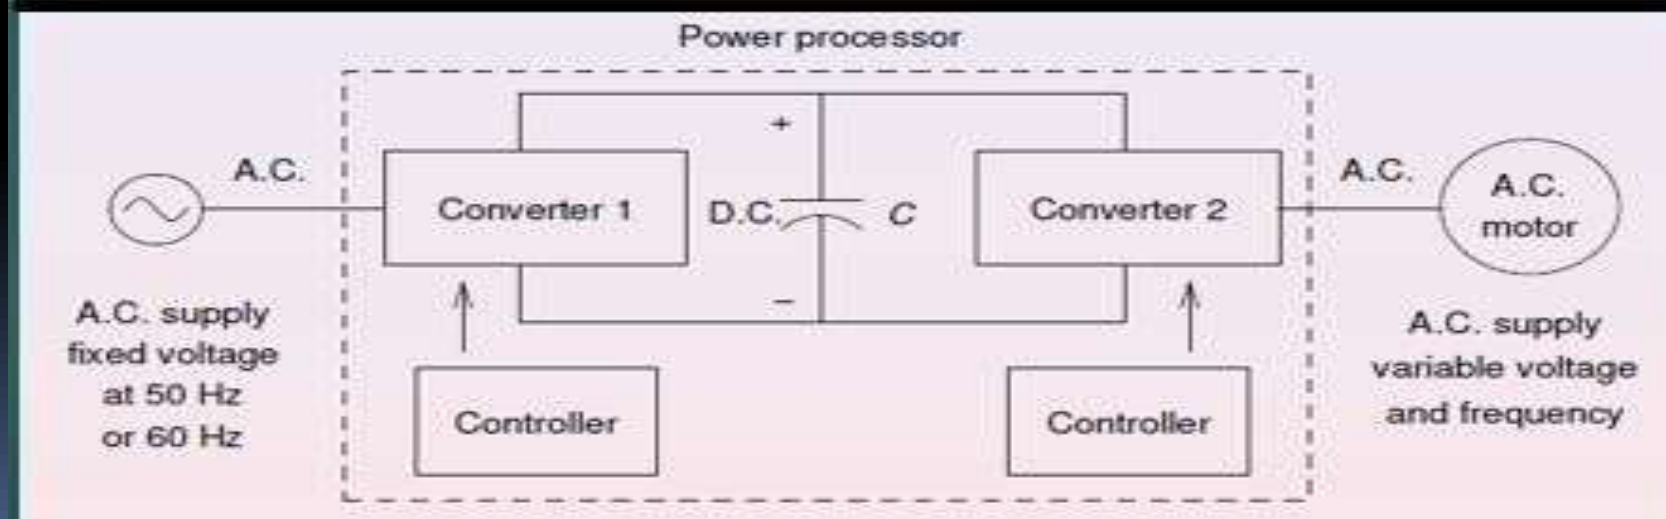 Power processor
A.C.
Converter 1
+
D.C.
C
−
Converter 2
A.C.
A.C.
motor
A.C. supply
fixed voltage
at 50 Hz
or 60 Hz
Controller
Controller
A.C. supply
variable voltage
and frequency